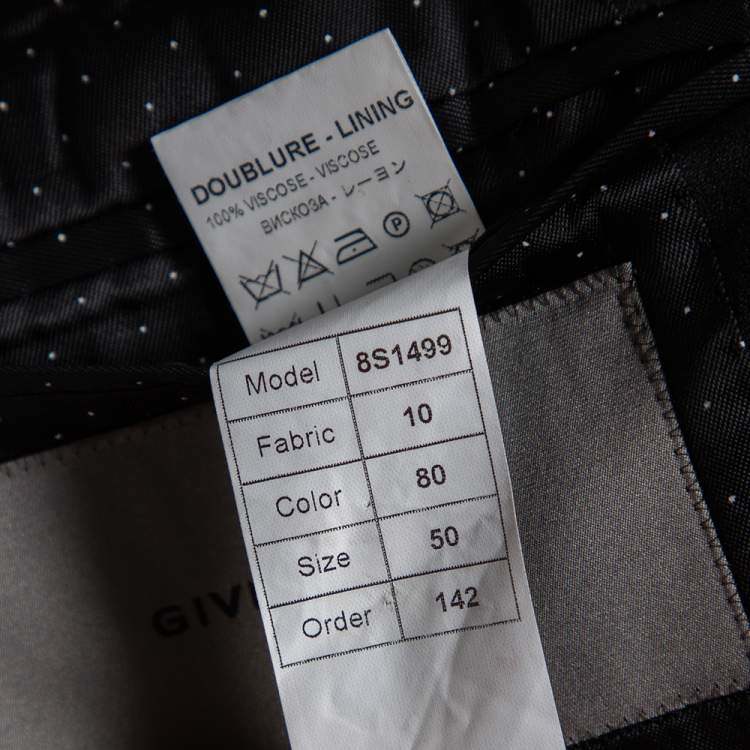 DOUBLURE - LINING
100% VISCOSE - VISCOSE
ВИСКОЗА - レーヨン
P
Model 8S1499
Fabric 10
Color 80
Size 50
Order 142
GIV